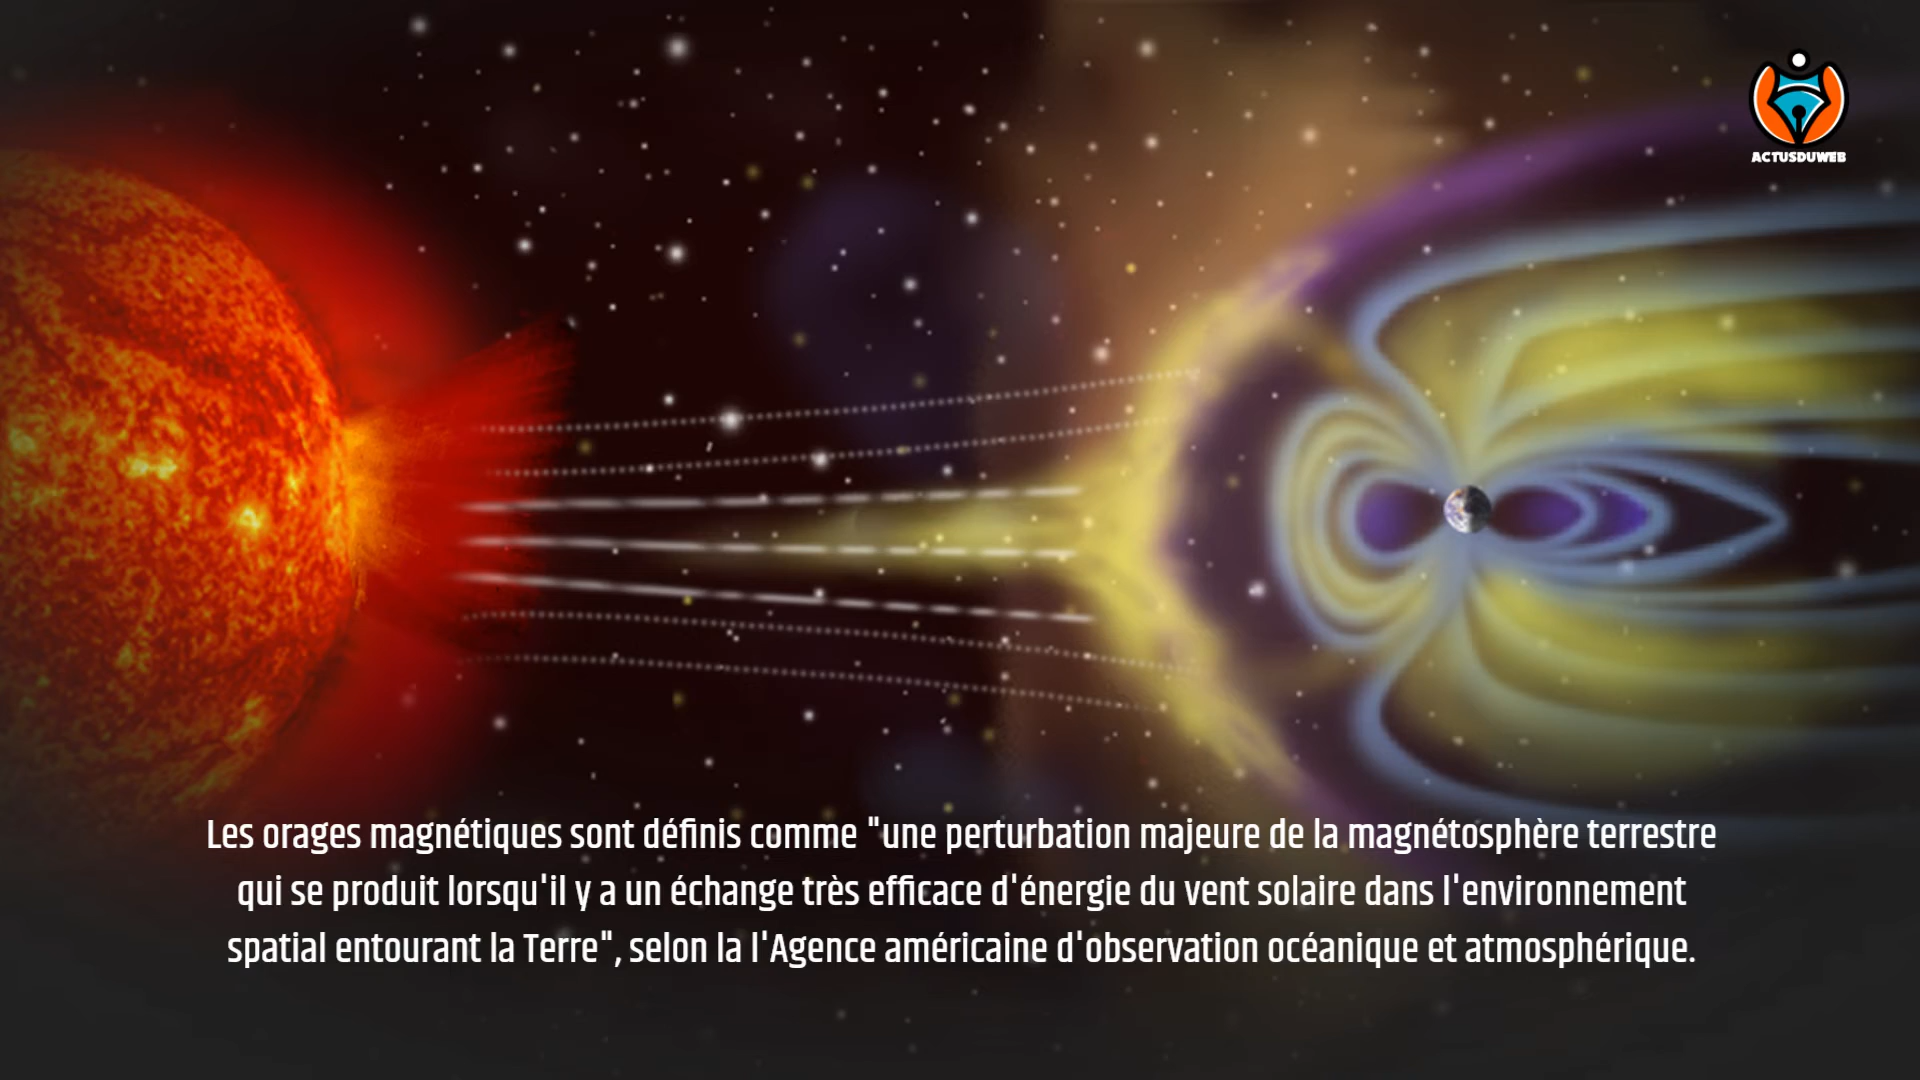 ACTUSDUWEB
Les orages magnétiques sont définis comme "une perturbation majeure de la magnétosphère terrestre
qui se produit lorsqu'il y a un échange très efficace d'énergie du vent solaire dans l'environnement
spatial entourant la Terre", selon la l'Agence américaine d'observation océanique et atmosphérique.